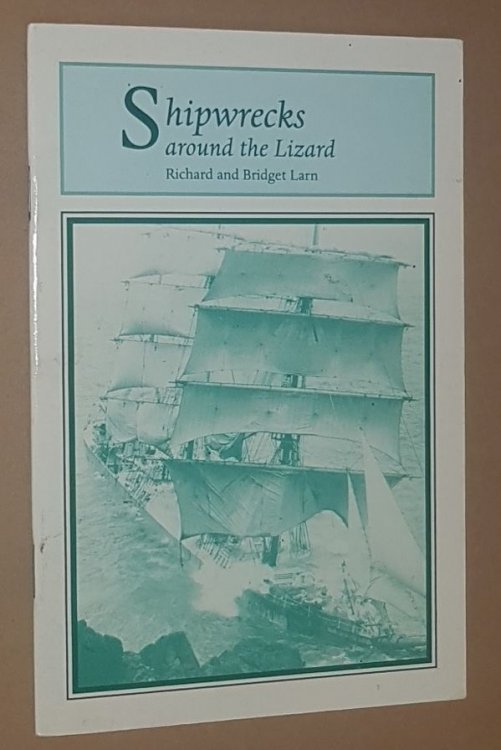 Shipwrecks
around the Lizard
Richard and Bridget Larn